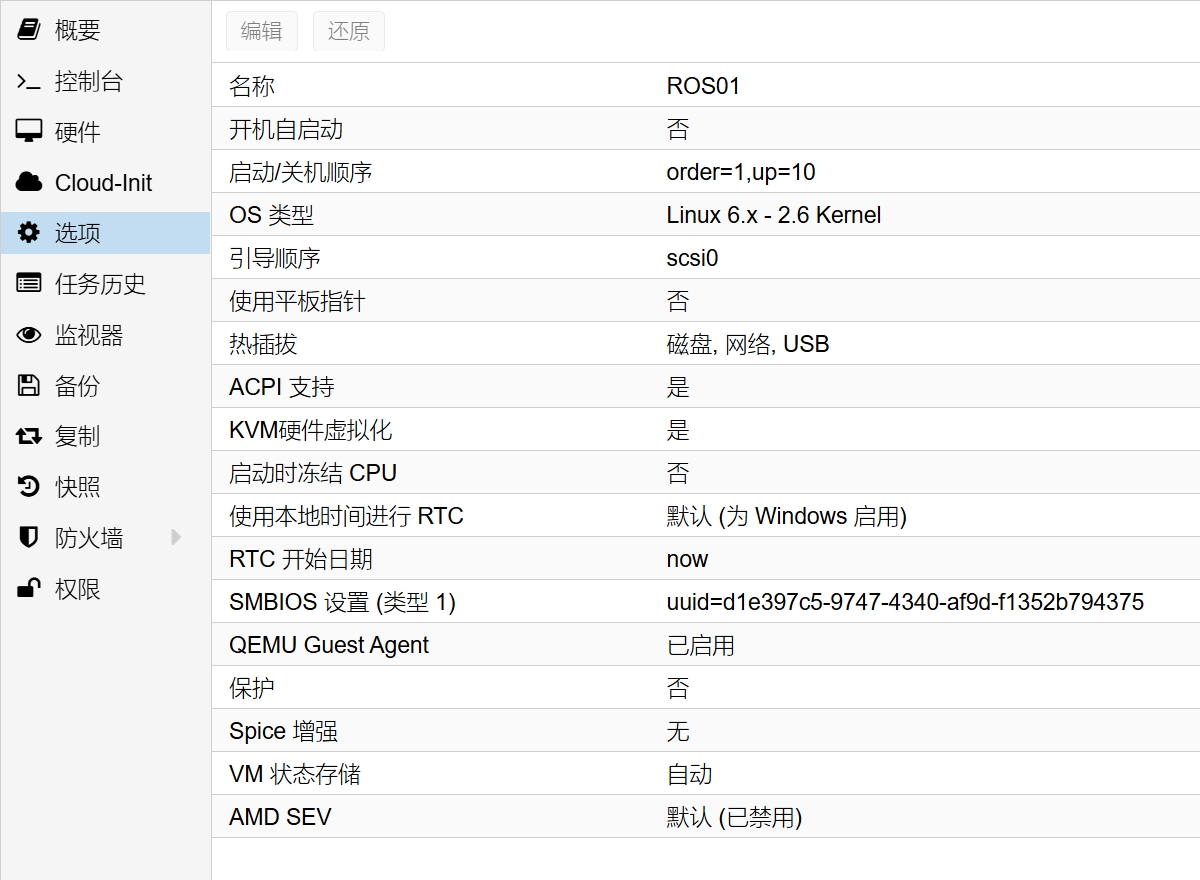 概要
控制台
硬件
Cloud-Init
选项
任务历史
监视器
备份
复制
快照
防火墙
权限
编辑 还原
名称 ROS01
开机自启动 否
启动/关机顺序 order=1,up=10
OS 类型 Linux 6.x - 2.6 Kernel
引导顺序 scsi0
使用平板指针 否
热插拔 磁盘, 网络, USB
ACPI 支持 是
KVM硬件虚拟化 是
启动时冻结 CPU 否
使用本地时间进行 RTC 默认 (为 Windows 启用)
RTC 开始日期 now
SMBIOS 设置 (类型 1) uuid=d1e397c5-9747-4340-af9d-f1352b794375
QEMU Guest Agent 已启用
保护 否
Spice 增强 无
VM 状态存储 自动
AMD SEV 默认 (已禁用)